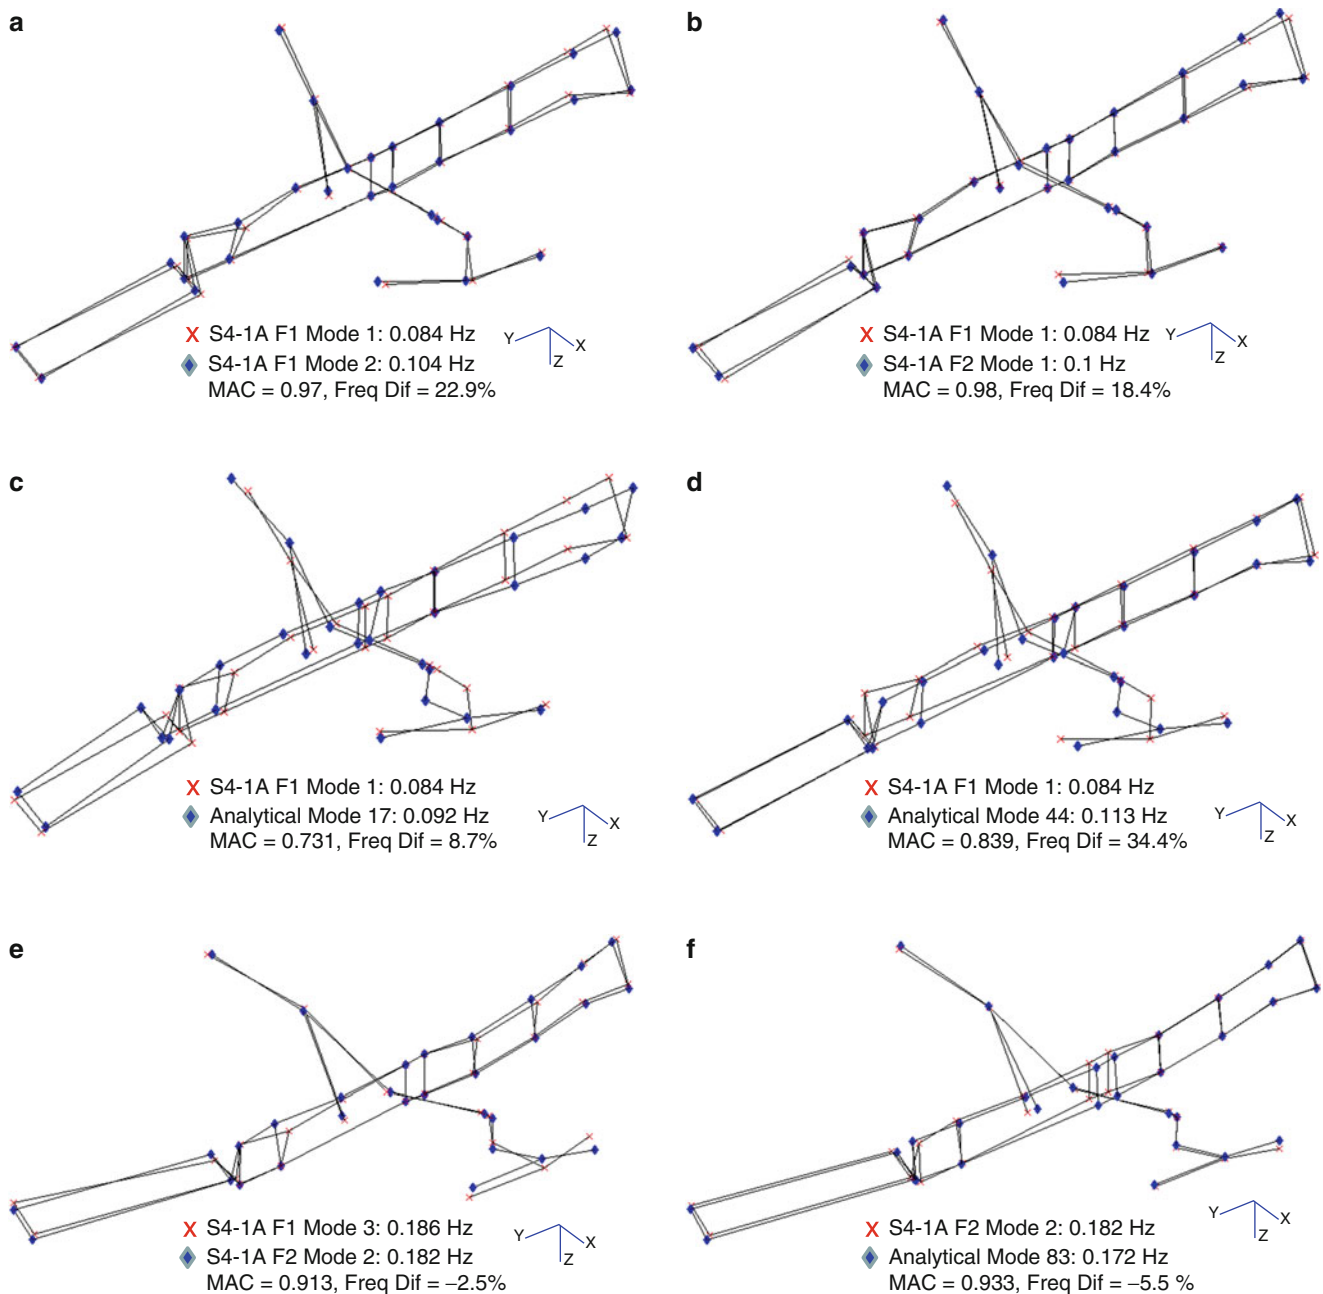 a
X S4-1A F1 Mode 1: 0.084 Hz
S4-1A F1 Mode 2: 0.104 Hz
MAC = 0.97, Freq Dif = 22.9%
Y
X
Z
b
X S4-1A F1 Mode 1: 0.084 Hz
S4-1A F2 Mode 1: 0.1 Hz
MAC = 0.98, Freq Dif = 18.4%
Y
X
Z
c
X S4-1A F1 Mode 1: 0.084 Hz
Analytical Mode 17: 0.092 Hz
MAC = 0.731, Freq Dif = 8.7%
Y
X
Z
d
X S4-1A F1 Mode 1: 0.084 Hz
Analytical Mode 44: 0.113 Hz
MAC = 0.839, Freq Dif = 34.4%
Y
X
Z
e
X S4-1A F1 Mode 3: 0.186 Hz
S4-1A F2 Mode 2: 0.182 Hz
MAC = 0.913, Freq Dif = –2.5%
Y
X
Z
f
X S4-1A F2 Mode 2: 0.182 Hz
Analytical Mode 83: 0.172 Hz
MAC = 0.933, Freq Dif = –5.5 %
Y
X
Z